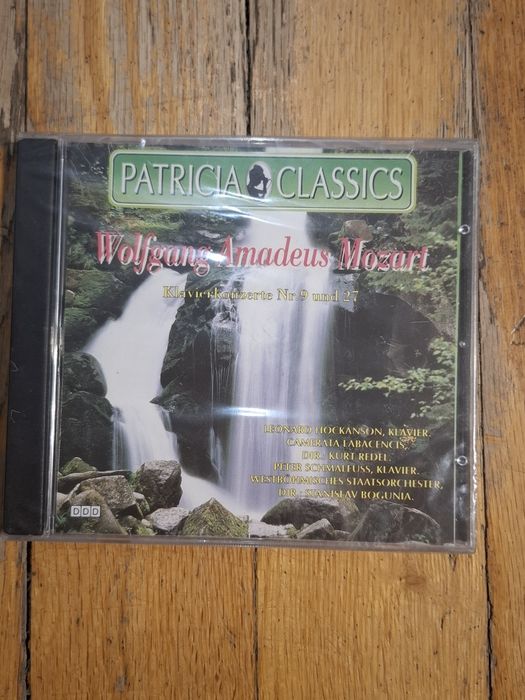 PATRICIA CLASSICS
Wolfgang Amadeus Mozart
Klavierkonzerte Nr 9 und 27
LEONARD HOCKANSON, KLAVIER,
CAMERATA LABACENCIS,
DIR.: KURT REDEL.
PETER SCHMALFUSS, KLAVIER,
WESTBÖHMISCHES STAATSORCHESTER,
DIR.: STANISLAV BOGUNIA.
DDD